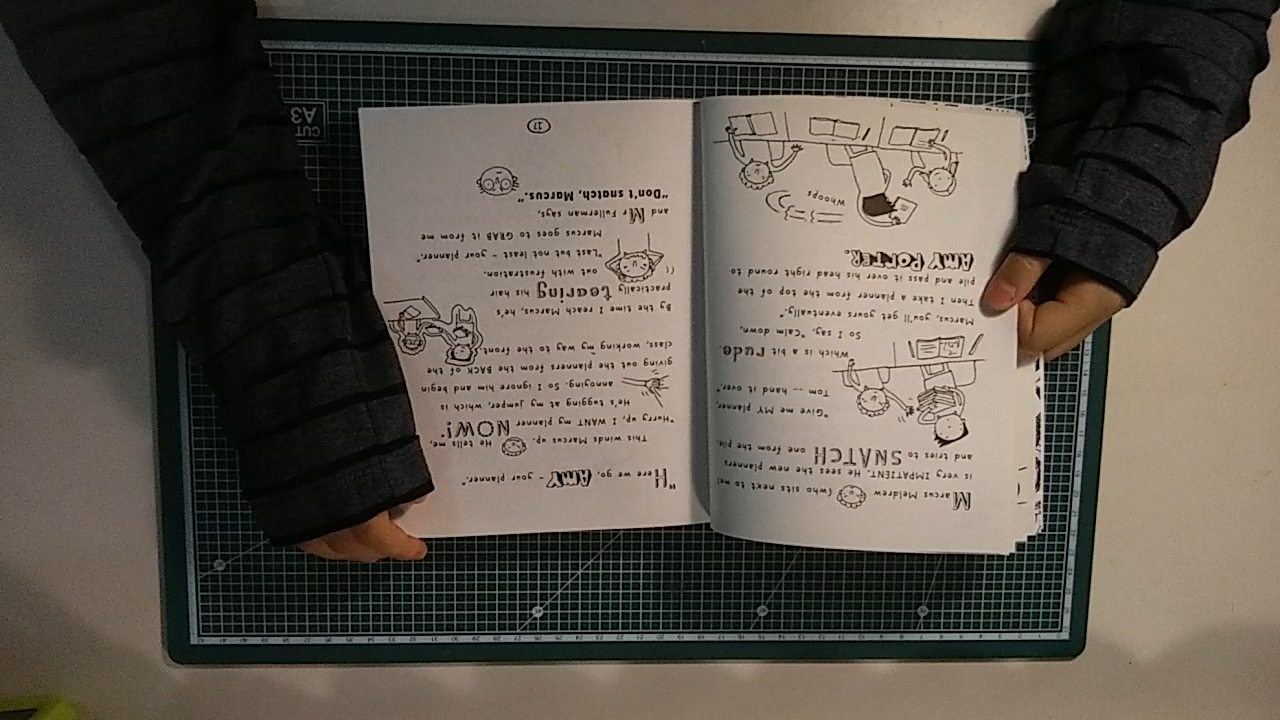 Marcus Meldrew (who sits next to me)
is very IMPATIENT. He sees the new planners
and tries to SNATCH one from the pile.
"Give me MY planner,
Tom ... hand it over."
Which is a bit rude.
So I say, "Calm down,
Marcus, you'll get yours eventually."
Then I take a planner from the top of the
pile and pass it over his head right round to
AMY PORTER.
Whoops
"Here we go, AMY - your planner."
This winds Marcus up. He tells me,
"Hurry up, I WANT my planner NOW!"
He's tugging at my jumper, which is
annoying. So I ignore him and begin
giving out the planners from the BACK of the
class, working my way to the front.
By the time I reach Marcus, he's
practically tearing his hair
out with frustration.
"Last but not least - your planner."
Marcus goes to GRAB it from me
and Mr Fullerman says,
"Don't snatch, Marcus."
17
CUT
A3